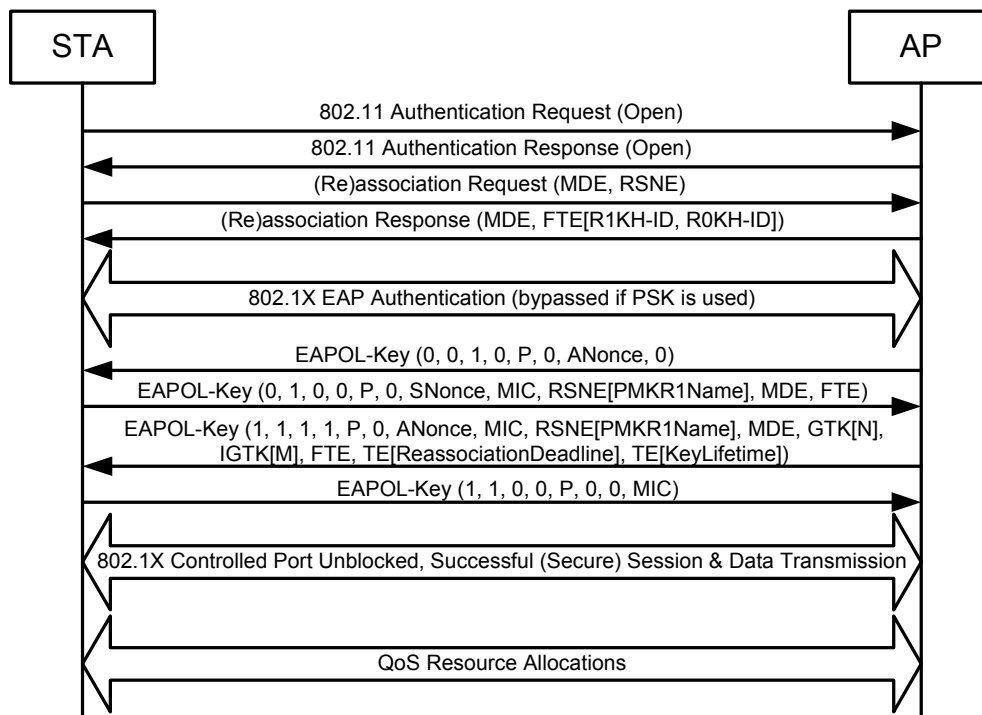 STA
AP
802.11 Authentication Request (Open)
802.11 Authentication Response (Open)
(Re)association Request (MDE, RSNE)
(Re)association Response (MDE, FTE[R1KH-ID, R0KH-ID])
802.1X EAP Authentication (bypassed if PSK is used)
EAPOL-Key (0, 0, 1, 0, P, 0, ANonce, 0)
EAPOL-Key (0, 1, 0, 0, P, 0, SNonce, MIC, RSNE[PMKR1Name], MDE, FTE)
EAPOL-Key (1, 1, 1, 1, P, 0, ANonce, MIC, RSNE[PMKR1Name], MDE, GTK[N],
IGTK[M], FTE, TE[ReassociationDeadline], TE[KeyLifetime])
EAPOL-Key (1, 1, 0, 0, P, 0, 0, MIC)
802.1X Controlled Port Unblocked, Successful (Secure) Session & Data Transmission
QoS Resource Allocations